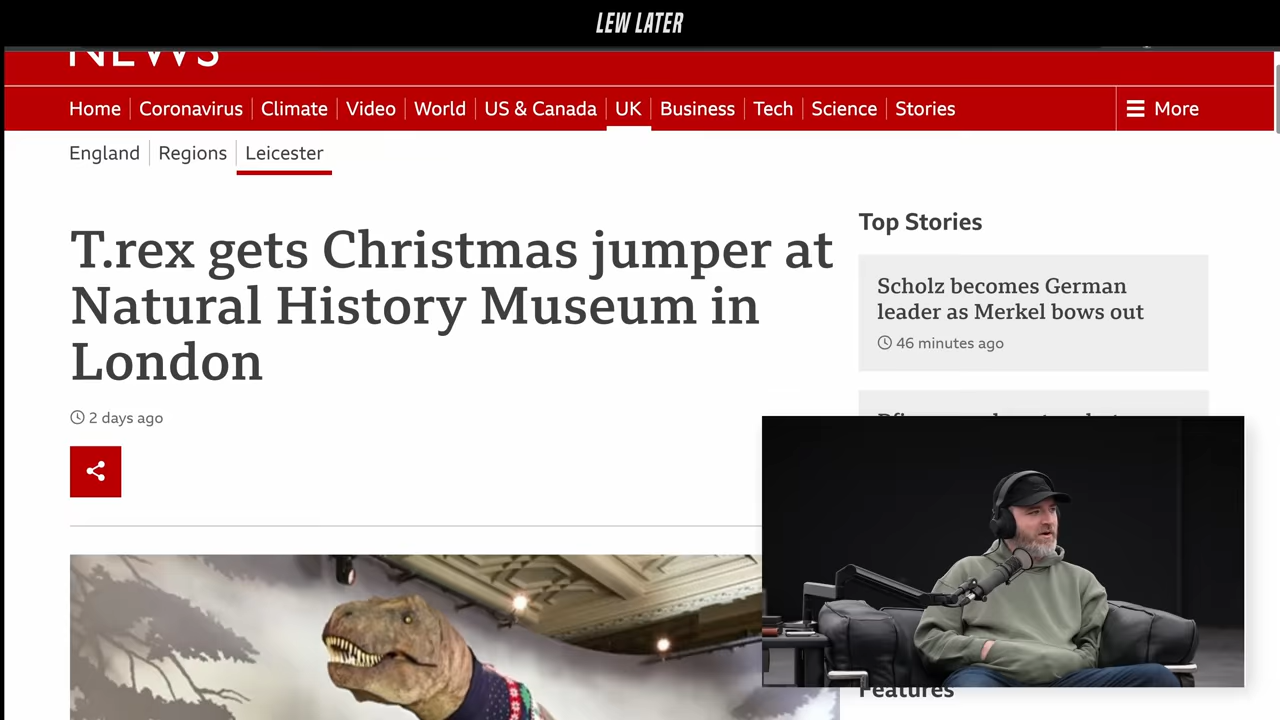 LEW LATER
NEWS
Home Coronavirus Climate Video World US & Canada UK Business Tech Science Stories More
England Regions Leicester
T.rex gets Christmas jumper at
Natural History Museum in
London
2 days ago
Top Stories
Scholz becomes German
leader as Merkel bows out
46 minutes ago
Features